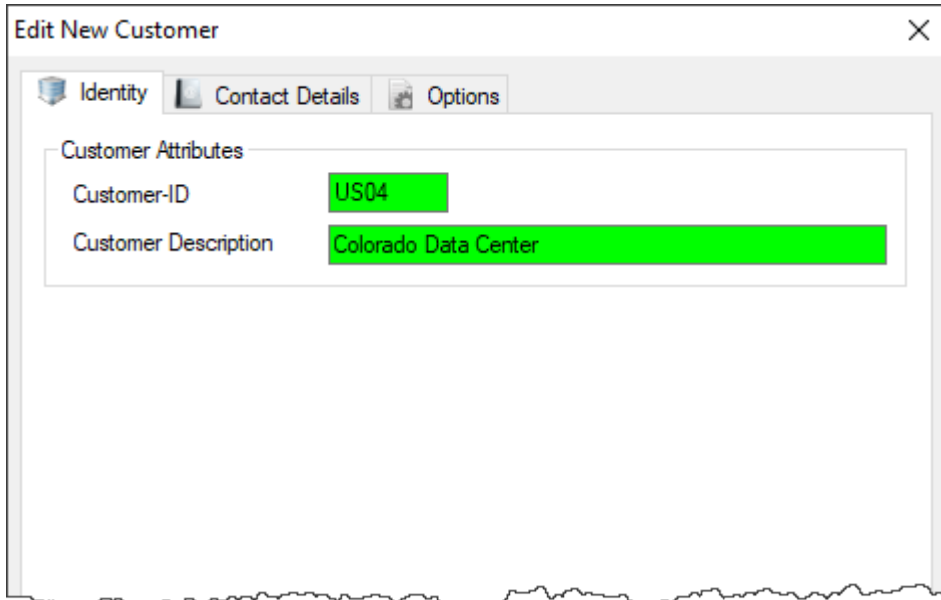 Edit New Customer
Identity Contact Details Options
Customer Attributes
Customer-ID US04
Customer Description Colorado Data Center